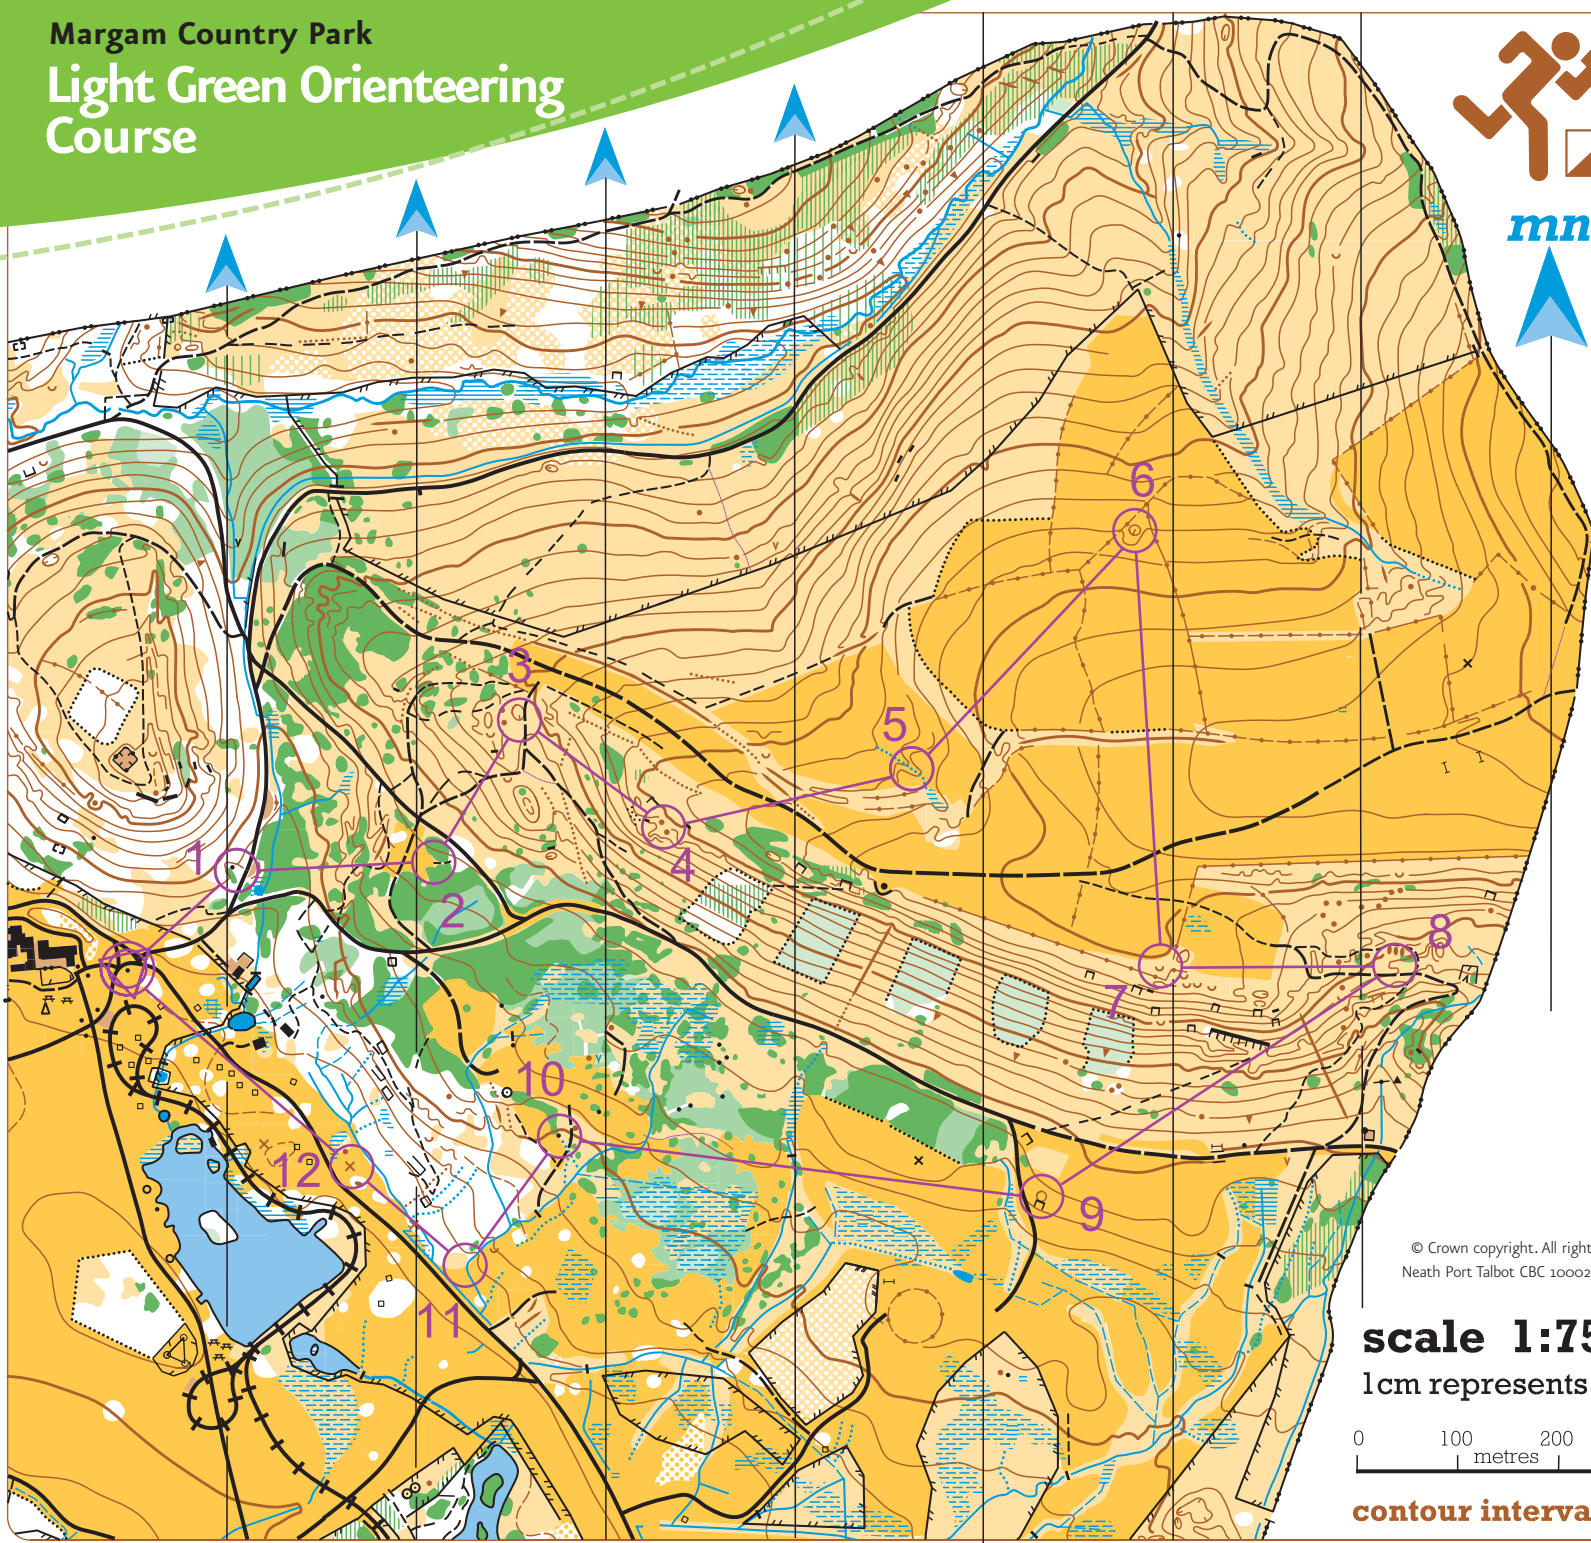 Margam Country Park
Light Green Orienteering
Course
mn
6
3
5
4
1
2
8
7
10
12
9
11
© Crown copyright. All right
Neath Port Talbot CBC 10002
scale 1:75
1cm represents
0 100 200
metres
contour interva